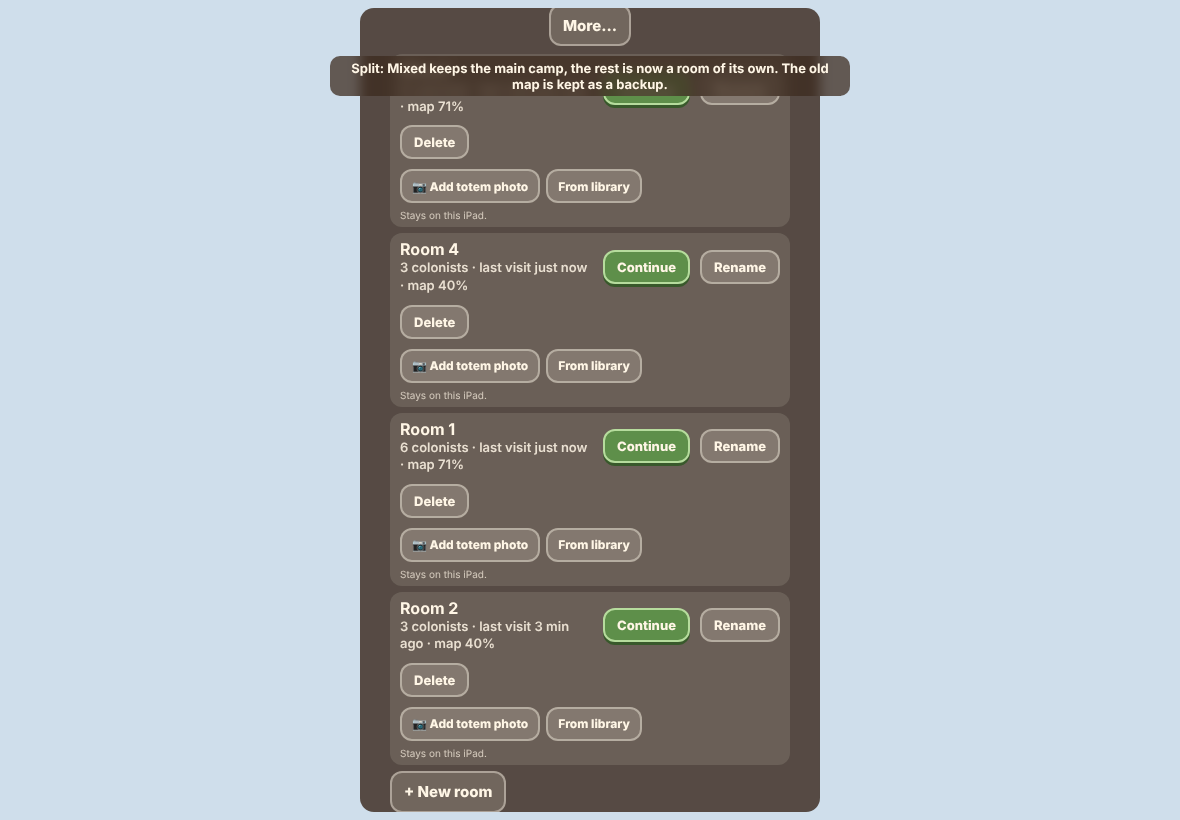 More...
Split: Mixed keeps the main camp, the rest is now a room of its own. The old
map is kept as a backup.
· map 71%
Delete
📷 Add totem photo From library
Stays on this iPad.
Room 4
3 colonists · last visit just now
· map 40%
Continue Rename
Delete
📷 Add totem photo From library
Stays on this iPad.
Room 1
6 colonists · last visit just now
· map 71%
Continue Rename
Delete
📷 Add totem photo From library
Stays on this iPad.
Room 2
3 colonists · last visit 3 min
ago · map 40%
Continue Rename
Delete
📷 Add totem photo From library
Stays on this iPad.
+ New room